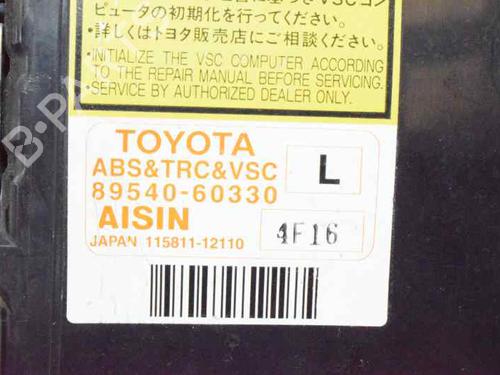 ピュータの初期化を行ってください。
•詳しくはトヨタ販売店にご相談ください。
•INITIALIZE THE VSC COMPUTER ACCORDING
TO THE REPAIR MANUAL BEFORE SERVICING.
•SERVICE BY AUTHORIZED DEALER ONLY.
TOYOTA
ABS&TRC&VSC
L
89540-60330
AISIN
4F16
JAPAN 115811-12110